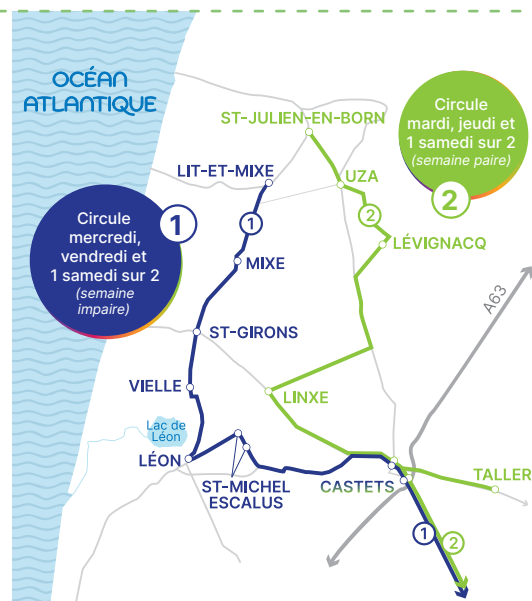 OCÉAN
ATLANTIQUE
ST-JULIEN-EN-BORN
Circule
mardi, jeudi et
1 samedi sur 2
(semaine paire)
2
LIT-ET-MIXE
UZA
1
Circule
mercredi,
vendredi et
1 samedi sur 2
(semaine
impaire)
1
2
LÉVIGNACQ
MIXE
A63
ST-GIRONS
VIELLE
LINXE
Lac de
Léon
LÉON
ST-MICHEL
ESCALUS
CASTETS
TALLER
1
2